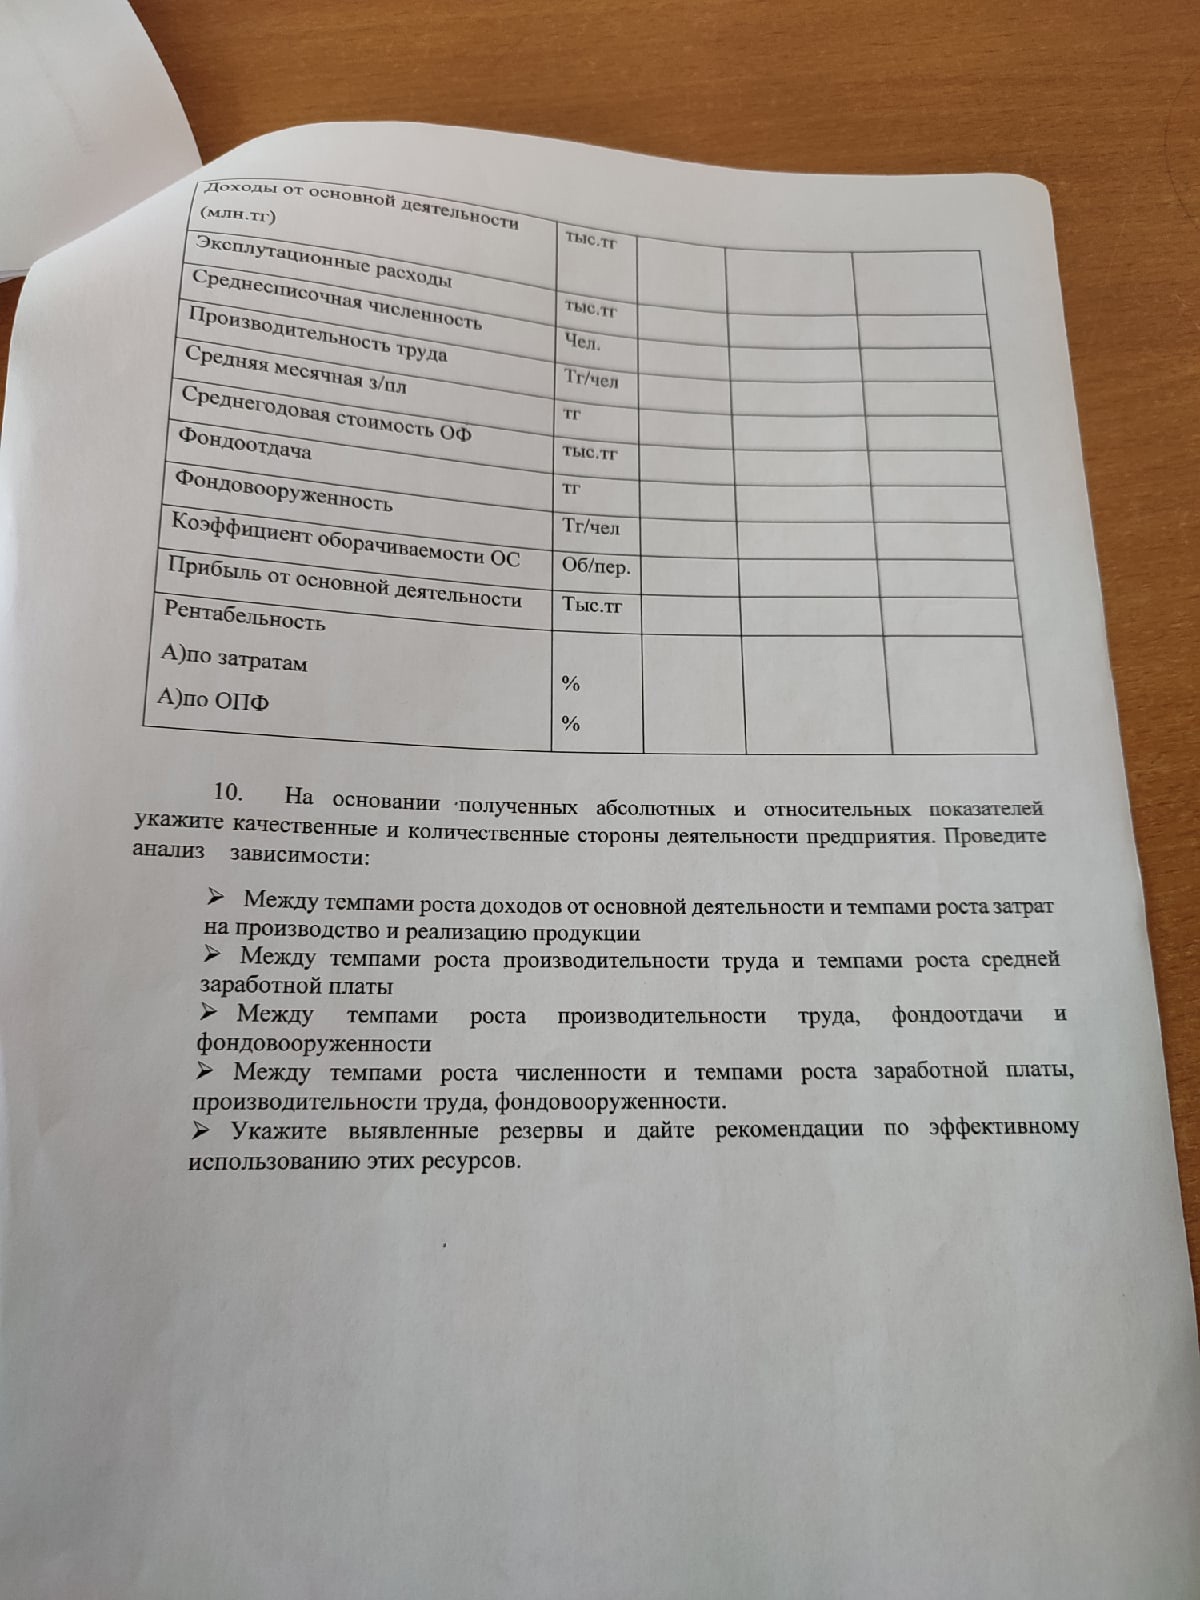 Доходы от основной деятельности
(млн.тг)
тыс.тг
Эксплутационные расходы
тыс.тг
Среднесписочная численность
Чел.
Производительность труда
Тг/чел
Средняя месячная з/пл
тг
Среднегодовая стоимость ОФ
тыс.тг
Фондоотдача
тг
Фондовооруженность
Тг/чел
Коэффициент оборачиваемости ОС
Об/пер.
Прибыль от основной деятельности
Тыс.тг
Рентабельность
А)по затратам
%
А)по ОПФ
%
10. На основании полученных абсолютных и относительных показателей
укажите качественные и количественные стороны деятельности предприятия. Проведите
анализ зависимости:
➢ Между темпами роста доходов от основной деятельности и темпами роста затрат
на производство и реализацию продукции
➢ Между темпами роста производительности труда и темпами роста средней
заработной платы
➢ Между темпами роста производительности труда, фондоотдачи и
фондовооруженности
➢ Между темпами роста численности и темпами роста заработной платы,
производительности труда, фондовооруженности.
➢ Укажите выявленные резервы и дайте рекомендации по эффективному
использованию этих ресурсов.